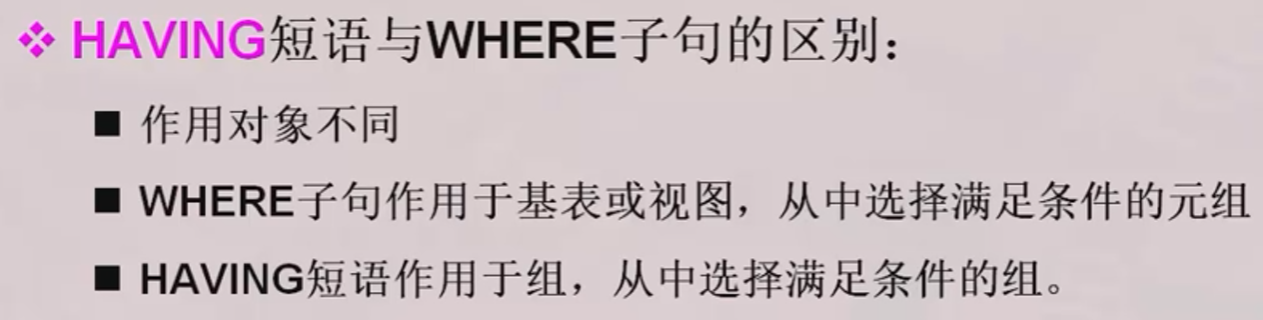 HAVING短语与WHERE子句的区别：
作用对象不同
WHERE子句作用于基表或视图，从中选择满足条件的元组
HAVING短语作用于组，从中选择满足条件的组。